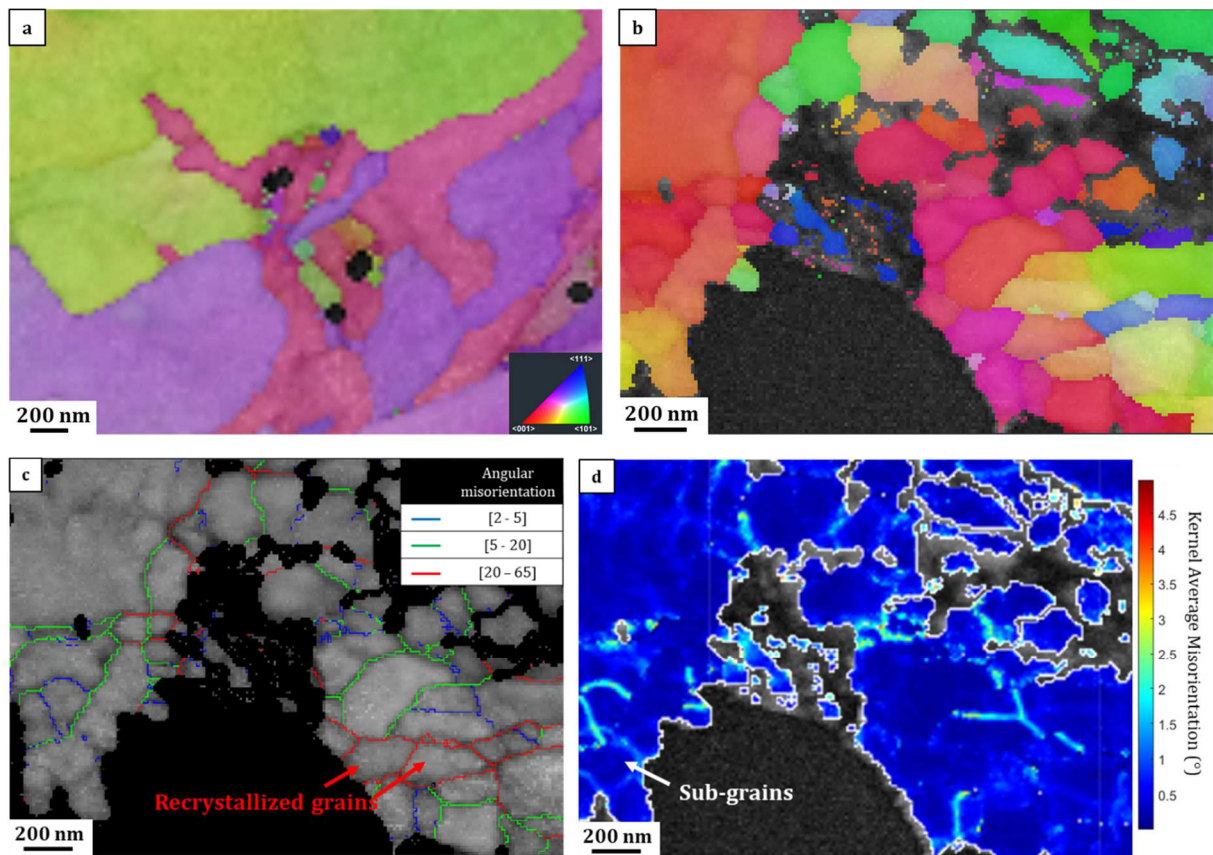 a
<111>
<001>
<101>
200 nm
b
200 nm
c
Angular
misorientation
[2 - 5]
[5 - 20]
[20 – 65]
Recrystallized grains
200 nm
d
Sub-grains
200 nm
4.5
4
3.5
3
2.5
2
1.5
1
0.5
Kernel Average Misorientation (°)